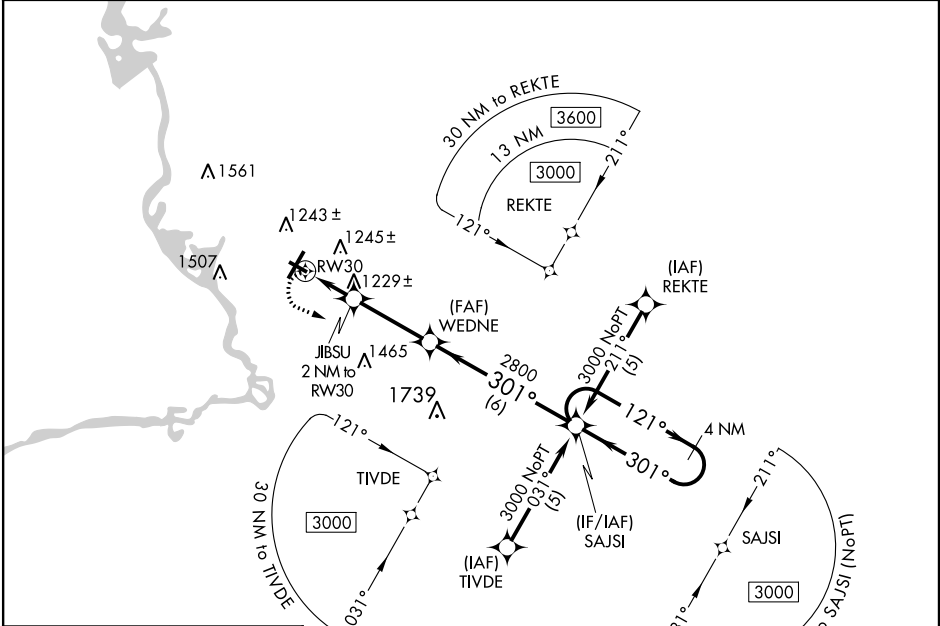 30 NM to REKTE
3600
13 NM
3000
211°
REKTE
121°
1561
1243 ±
1245 ±
1507
RW30
1229 ±
(IAF)
REKTE
(FAF)
WEDNE
3000 NoPT
211°
(5)
JIBSU
2 NM to
RW30
1465
2800
301°
(6)
1739
121°
4 NM
301°
121°
TIVDE
3000 NoPT
031°
(5)
211°
30 NM to TIVDE
3000
(IF/IAF)
SAJSI
SAJSI
(IAF)
TIVDE
3000
031°
to SAJSI (NoPT)